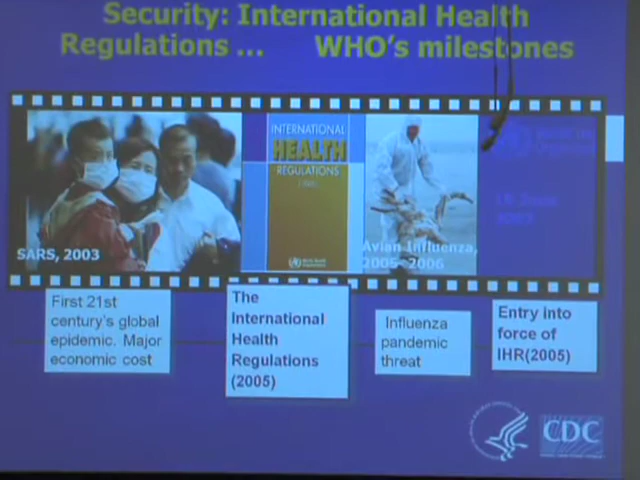 Security: International Health
Regulations ... WHO's milestones
INTERNATIONAL
HEALTH
REGULATIONS
SARS, 2003
Avian Influenza,
2005-2006
First 21st
century's global
epidemic. Major
economic cost
The
International
Health
Regulations
(2005)
Influenza
pandemic
threat
Entry into
force of
IHR(2005)
CDC